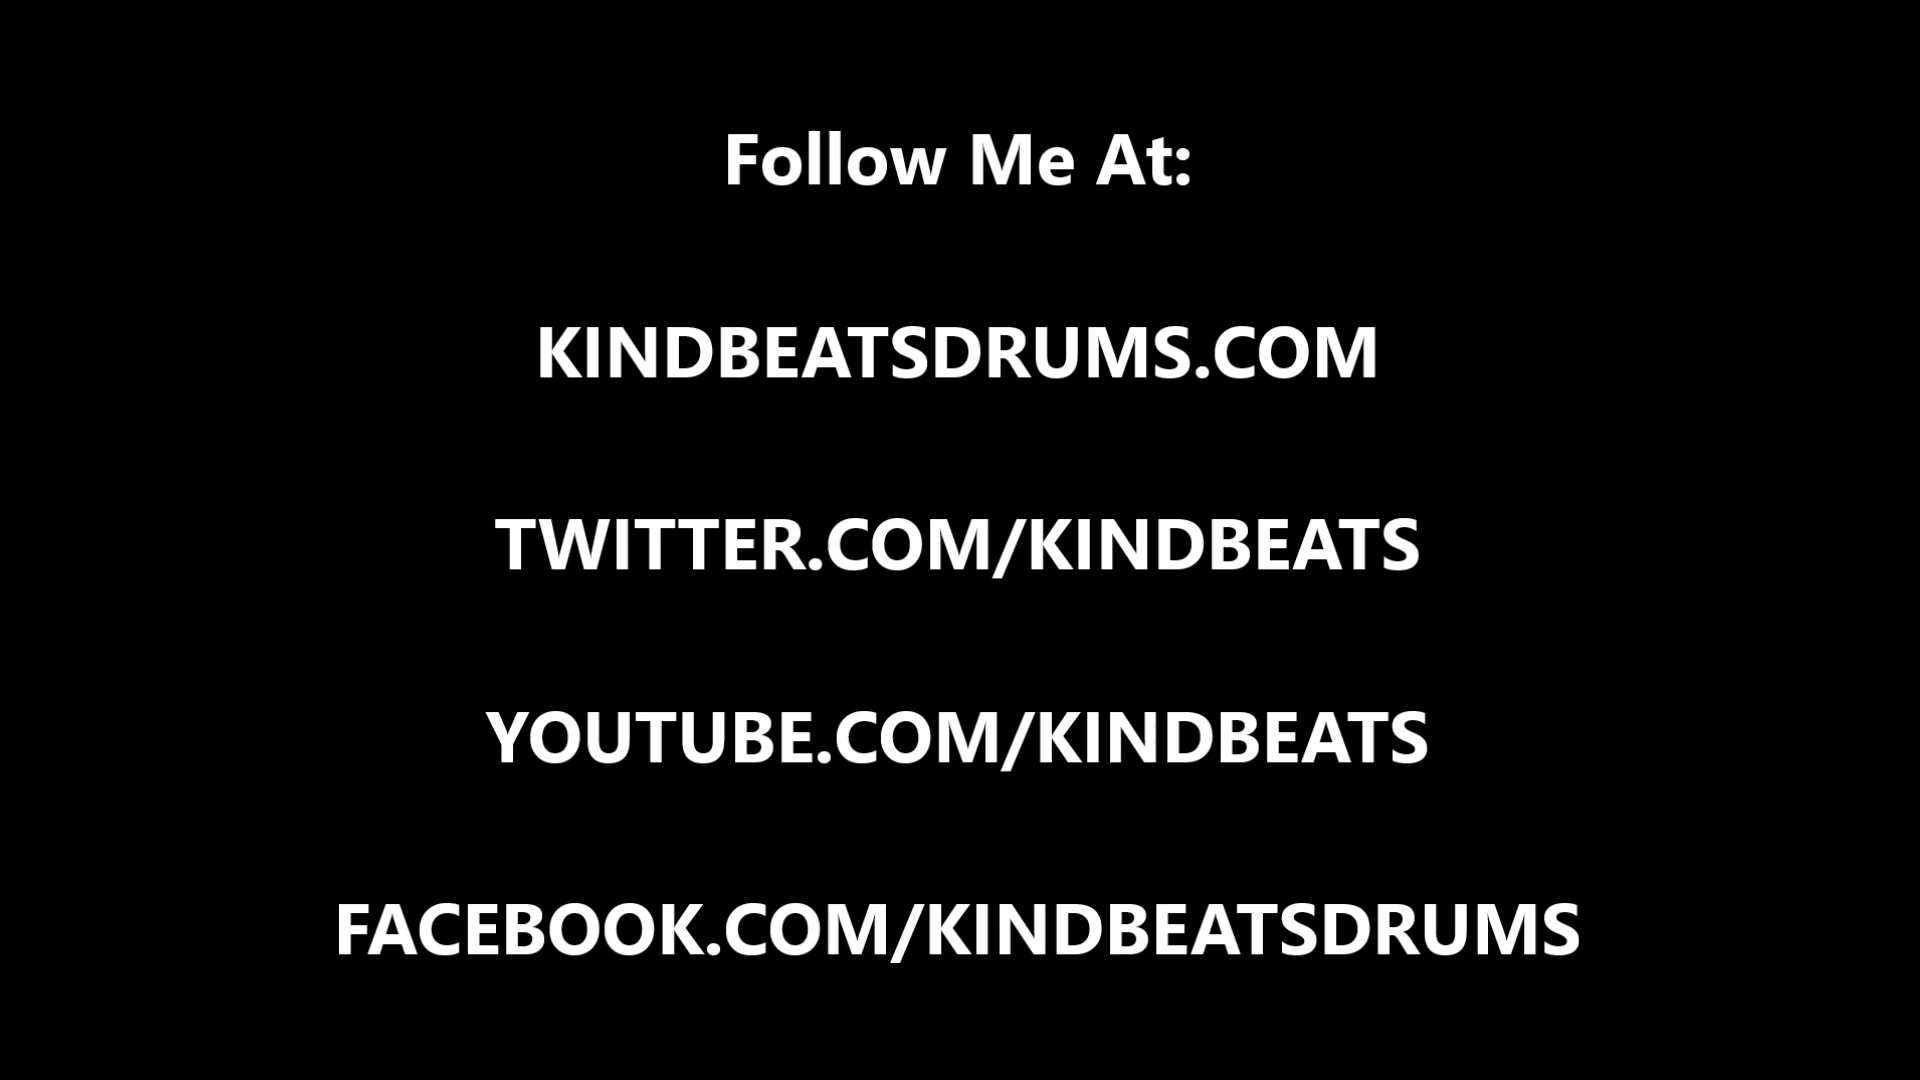 Follow Me At:
KINDBEATSDRUMS.COM
TWITTER.COM/KINDBEATS
YOUTUBE.COM/KINDBEATS
FACEBOOK.COM/KINDBEATSDRUMS